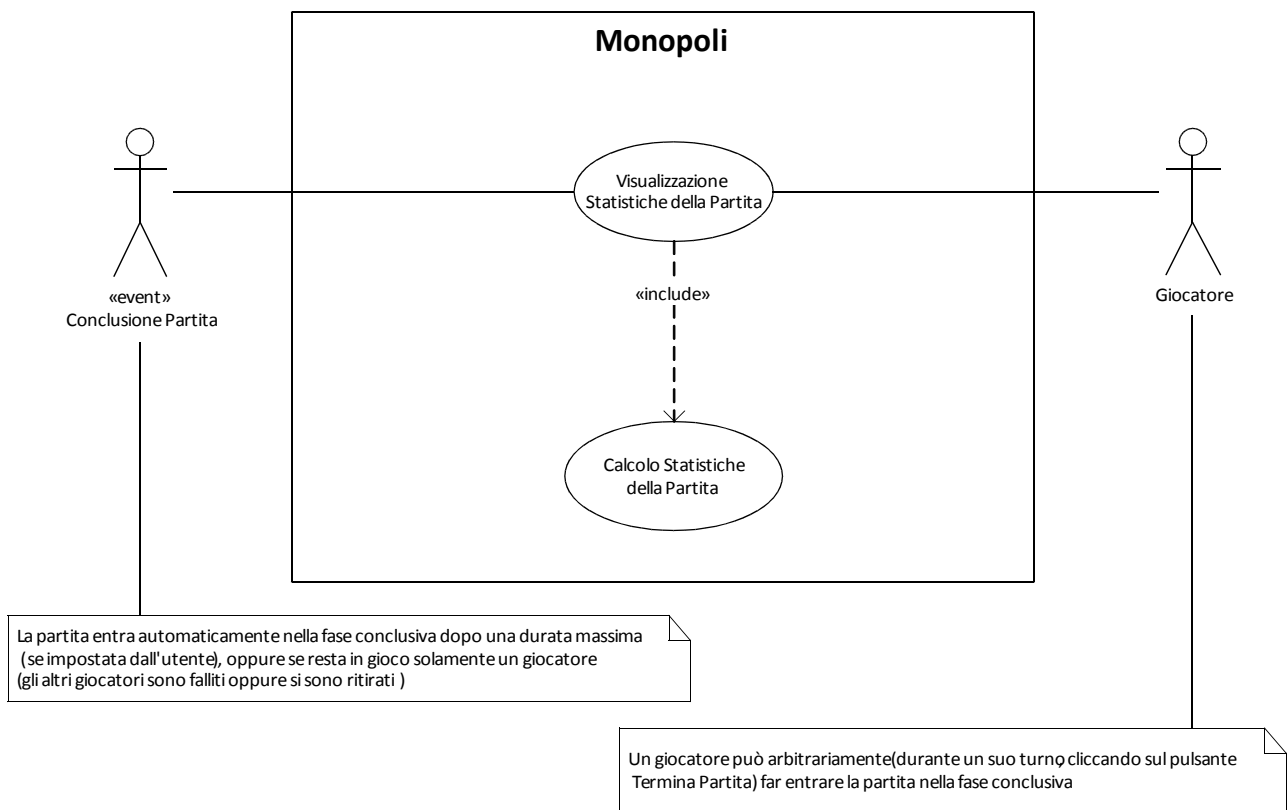 Monopoli
Visualizzazione
Statistiche della Partita
«event»
Conclusione Partita
«include»
Giocatore
Calcolo Statistiche
della Partita
La partita entra automaticamente nella fase conclusiva dopo una durata massima
(se impostata dall'utente), oppure se resta in gioco solamente un giocatore
(gli altri giocatori sono falliti oppure si sono ritirati )
Un giocatore può arbitrariamente(durante un suo turno, cliccando sul pulsante
Termina Partita) far entrare la partita nella fase conclusiva